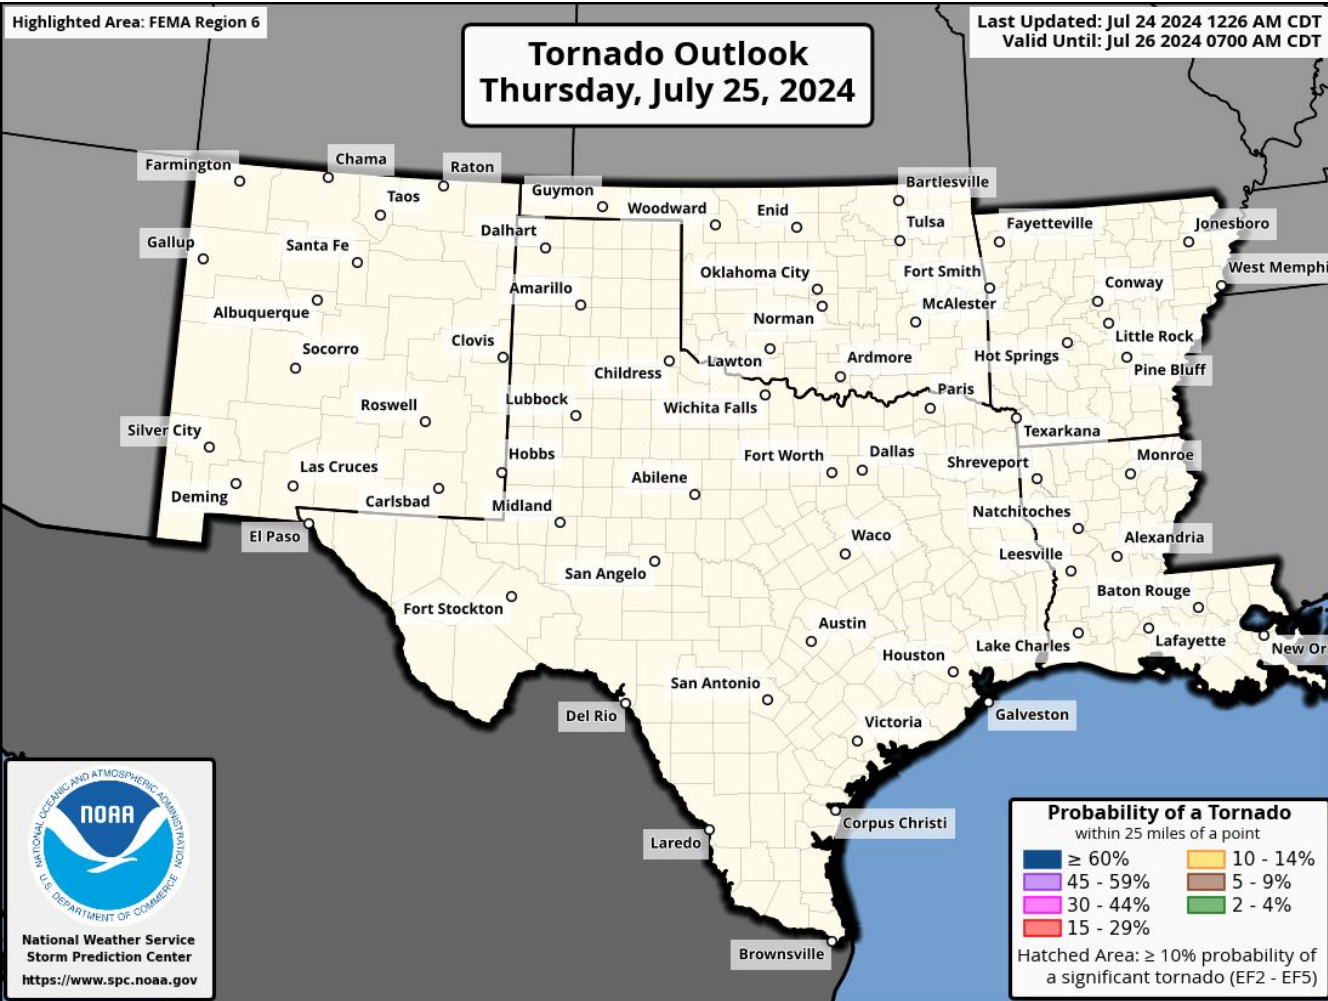 Highlighted Area: FEMA Region 6
Tornado Outlook
Thursday, July 25, 2024
Last Updated: Jul 24 2024 1226 AM CDT
Valid Until: Jul 26 2024 0700 AM CDT
Farmington
Chama
Raton
Taos
Guymon
Woodward
Enid
Bartlesville
Tulsa
Fayetteville
Jonesboro
Gallup
Santa Fe
Dalhart
Oklahoma City
Fort Smith
West Memphi
Albuquerque
Amarillo
Norman
McAlester
Conway
Little Rock
Socorro
Clovis
Childress
Lawton
Ardmore
Hot Springs
Pine Bluff
Roswell
Lubbock
Wichita Falls
Paris
Texarkana
Silver City
Las Cruces
Hobbs
Abilene
Fort Worth
Dallas
Shreveport
Monroe
Deming
Carlsbad
Midland
Natchitoches
El Paso
San Angelo
Waco
Leesville
Alexandria
Fort Stockton
Baton Rouge
Austin
Houston
Lake Charles
Lafayette
New Or
San Antonio
Del Rio
Victoria
Galveston
Laredo
Corpus Christi
Brownsville
NATIONAL OCEANIC AND ATMOSPHERIC ADMINISTRATION
NOAA
U.S. DEPARTMENT OF COMMERCE
National Weather Service
Storm Prediction Center
https://www.spc.noaa.gov
Probability of a Tornado
within 25 miles of a point
≥ 60%
45 - 59%
30 - 44%
15 - 29%
10 - 14%
5 - 9%
2 - 4%
Hatched Area: ≥ 10% probability of
a significant tornado (EF2 - EF5)